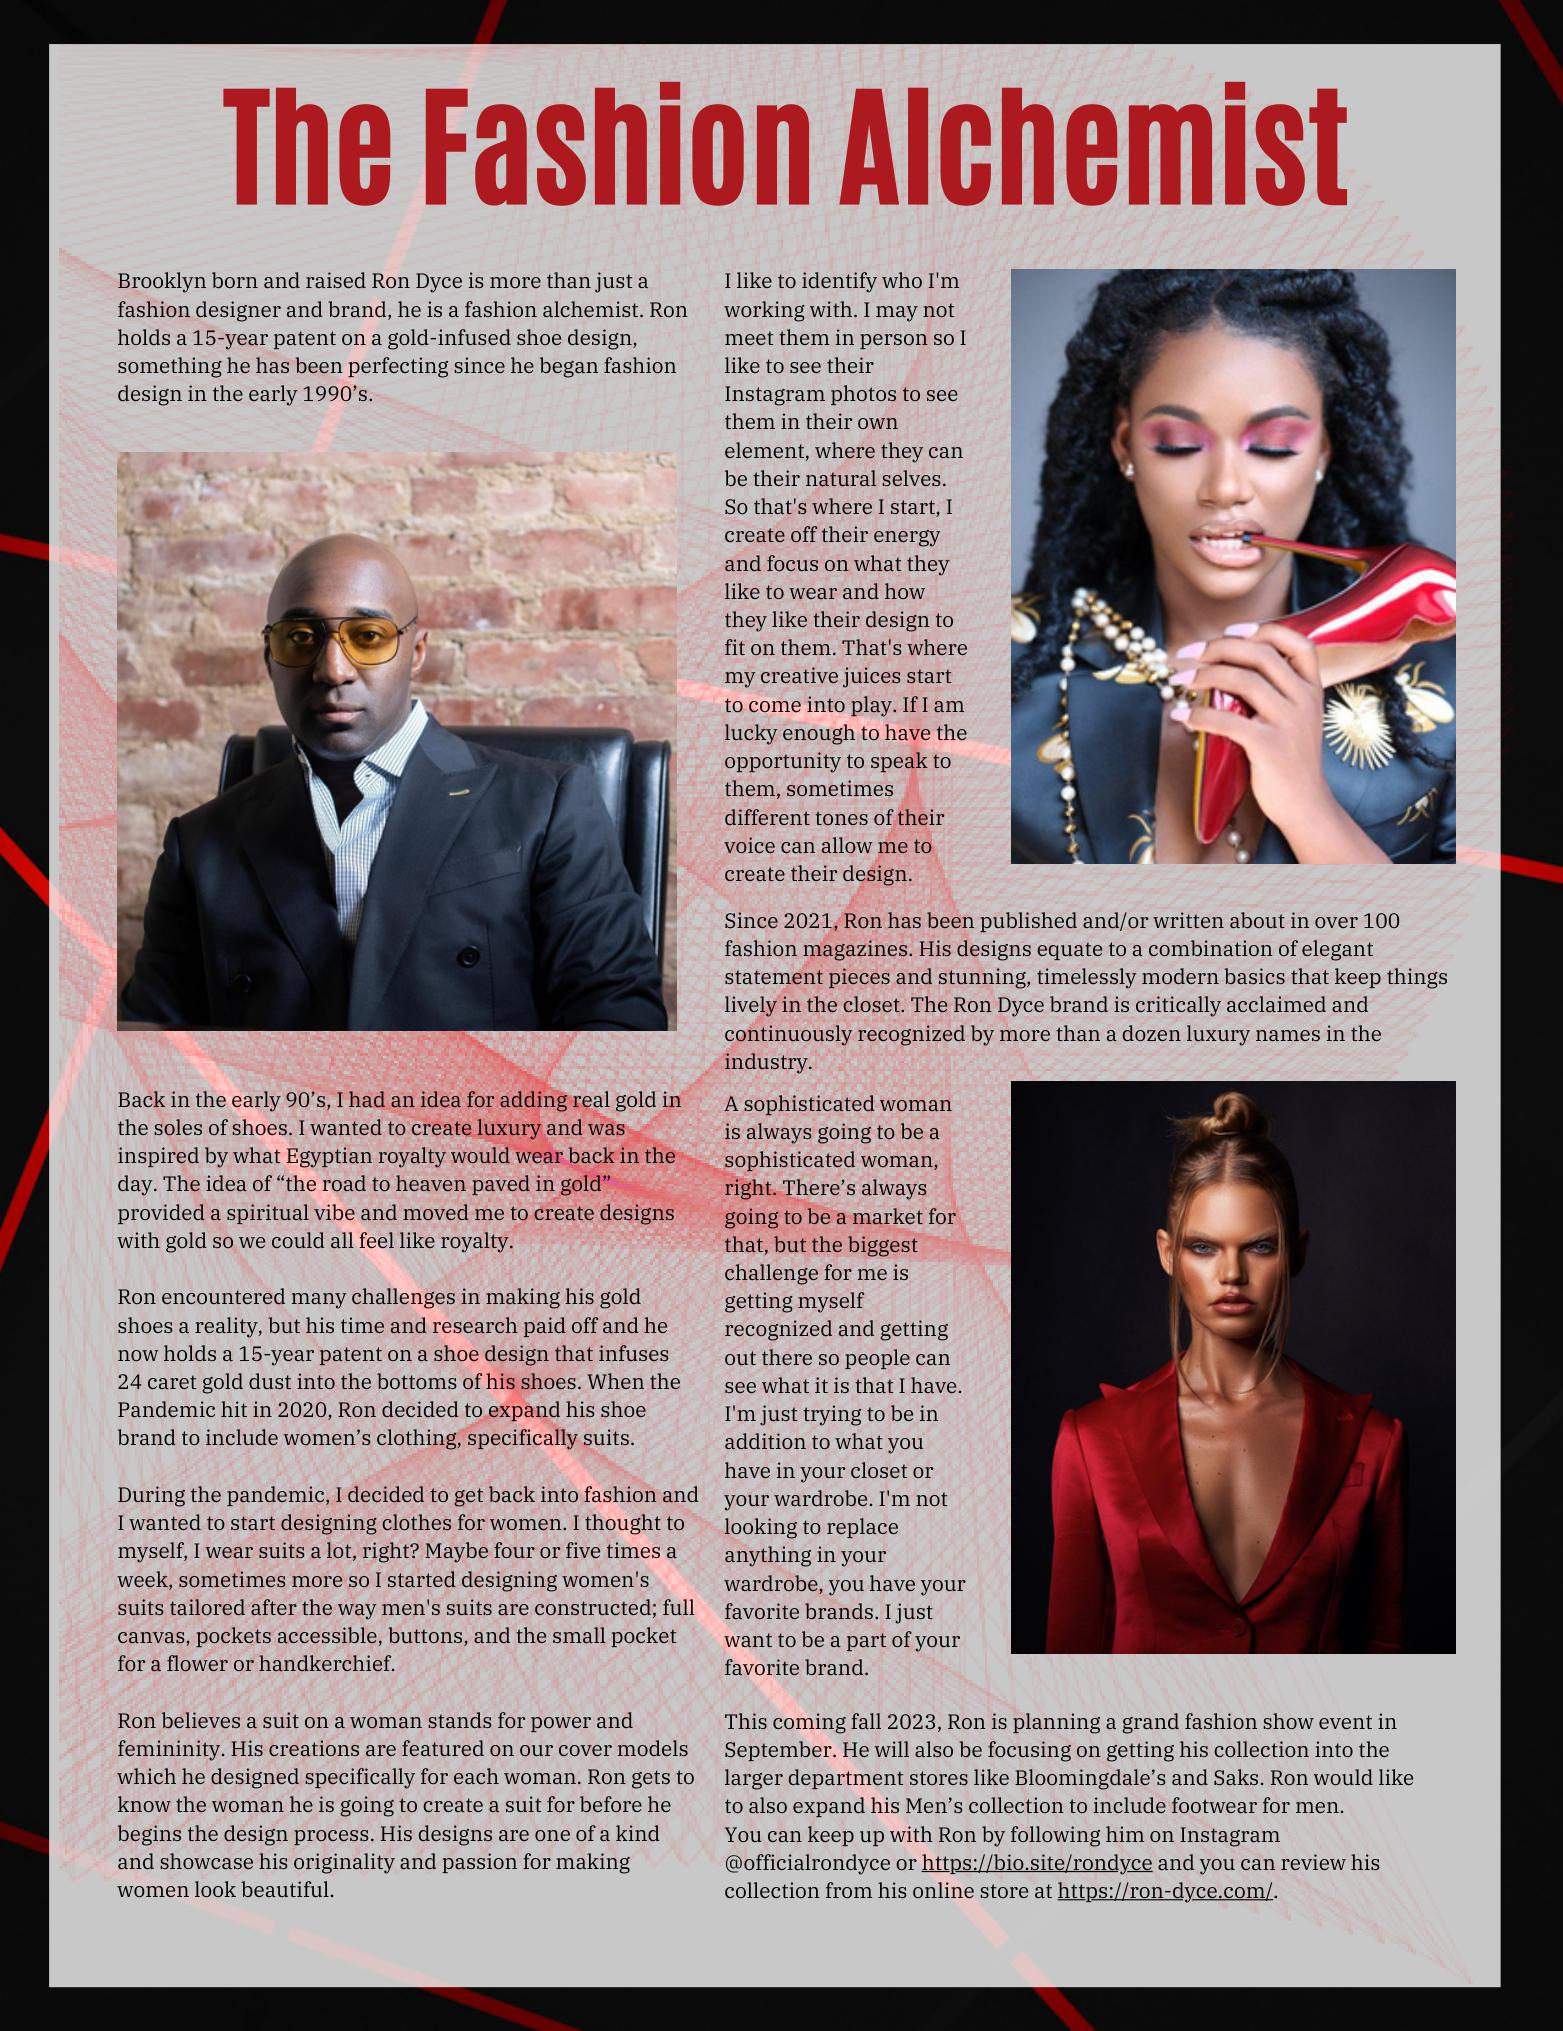 The Fashion Alchemist
Brooklyn born and raised Ron Dyce is more than just a
fashion designer and brand, he is a fashion alchemist. Ron
holds a 15-year patent on a gold-infused shoe design,
something he has been perfecting since he began fashion
design in the early 1990’s.
Back in the early 90’s, I had an idea for adding real gold in
the soles of shoes. I wanted to create luxury and was
inspired by what Egyptian royalty would wear back in the
day. The idea of “the road to heaven paved in gold”
provided a spiritual vibe and moved me to create designs
with gold so we could all feel like royalty.
Ron encountered many challenges in making his gold
shoes a reality, but his time and research paid off and he
now holds a 15-year patent on a shoe design that infuses
24 caret gold dust into the bottoms of his shoes. When the
Pandemic hit in 2020, Ron decided to expand his shoe
brand to include women’s clothing, specifically suits.
During the pandemic, I decided to get back into fashion and
I wanted to start designing clothes for women. I thought to
myself, I wear suits a lot, right? Maybe four or five times a
week, sometimes more so I started designing women's
suits tailored after the way men's suits are constructed; full
canvas, pockets accessible, buttons, and the small pocket
for a flower or handkerchief.
Ron believes a suit on a woman stands for power and
femininity. His creations are featured on our cover models
which he designed specifically for each woman. Ron gets to
know the woman he is going to create a suit for before he
begins the design process. His designs are one of a kind
and showcase his originality and passion for making
women look beautiful.
I like to identify who I'm
working with. I may not
meet them in person so I
like to see their
Instagram photos to see
them in their own
element, where they can
be their natural selves.
So that's where I start, I
create off their energy
and focus on what they
like to wear and how
they like their design to
fit on them. That's where
my creative juices start
to come into play. If I am
lucky enough to have the
opportunity to speak to
them, sometimes
different tones of their
voice can allow me to
create their design.
Since 2021, Ron has been published and/or written about in over 100
fashion magazines. His designs equate to a combination of elegant
statement pieces and stunning, timelessly modern basics that keep things
lively in the closet. The Ron Dyce brand is critically acclaimed and
continuously recognized by more than a dozen luxury names in the
industry.
A sophisticated woman
is always going to be a
sophisticated woman,
right. There’s always
going to be a market for
that, but the biggest
challenge for me is
getting myself
recognized and getting
out there so people can
see what it is that I have.
I'm just trying to be in
addition to what you
have in your closet or
your wardrobe. I'm not
looking to replace
anything in your
wardrobe, you have your
favorite brands. I just
want to be a part of your
favorite brand.
This coming fall 2023, Ron is planning a grand fashion show event in
September. He will also be focusing on getting his collection into the
larger department stores like Bloomingdale’s and Saks. Ron would like
to also expand his Men’s collection to include footwear for men.
You can keep up with Ron by following him on Instagram
@officialrondyce or https://bio.site/rondyce and you can review his
collection from his online store at https://ron-dyce.com/.